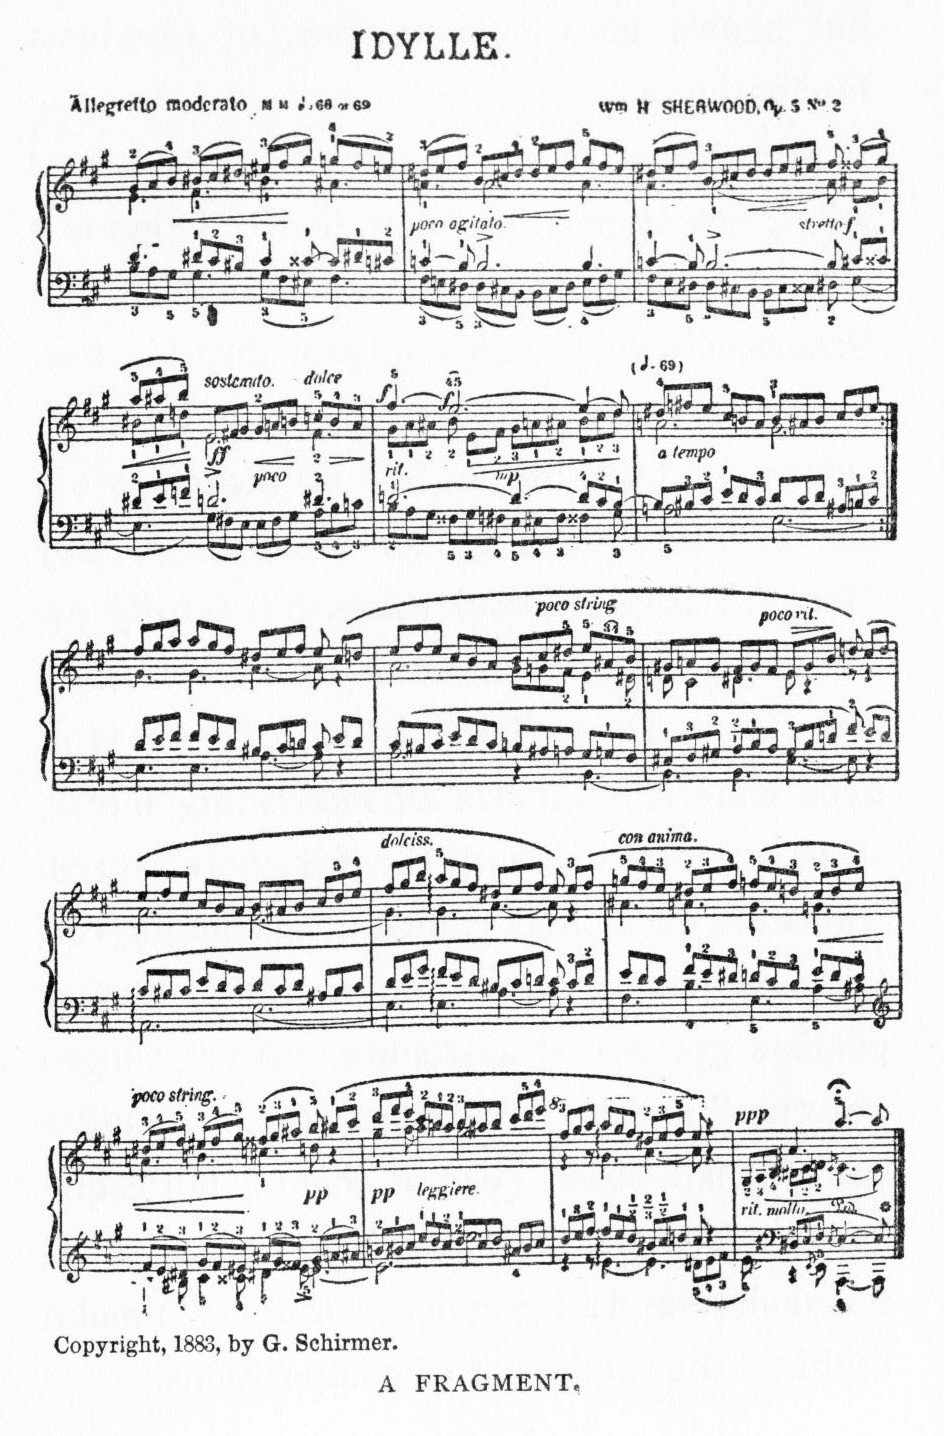 IDYLLE.
Allegretto moderato M M ♩. 66 or 69 Wm H SHERWOOD, Op. 5 No 2
poco agitato. stretto f
sostenuto. dolce
f f (♩. 69)
ff a tempo
poco rit. mp
poco string
poco rit.
dolciss. con anima.
poco string.
ppp
pp pp leggiere.
rit. molto.
Copyright, 1883, by G. Schirmer.
A FRAGMENT.